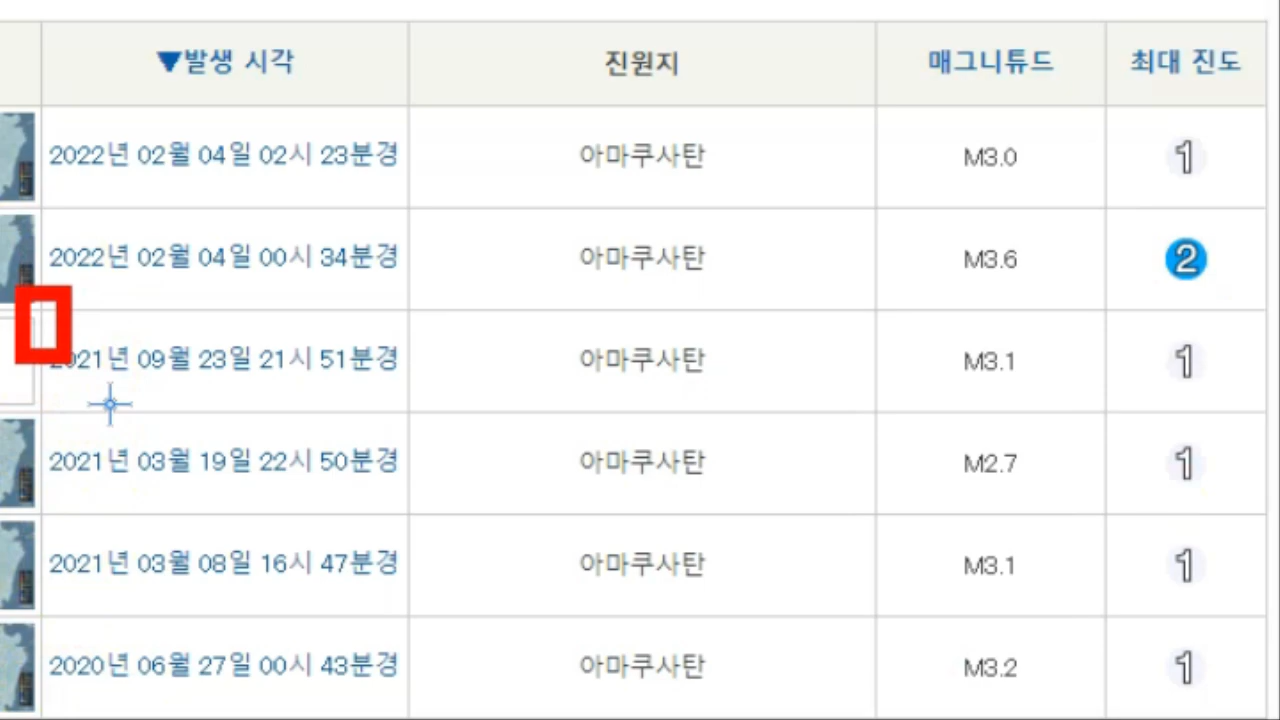 ▼발생 시각 진원지 매그니튜드 최대 진도
2022년 02월 04일 02시 23분경 아마쿠사탄 M3.0 1
2022년 02월 04일 00시 34분경 아마쿠사탄 M3.6 2
2021년 09월 23일 21시 51분경 아마쿠사탄 M3.1 1
2021년 03월 19일 22시 50분경 아마쿠사탄 M2.7 1
2021년 03월 08일 16시 47분경 아마쿠사탄 M3.1 1
2020년 06월 27일 00시 43분경 아마쿠사탄 M3.2 1